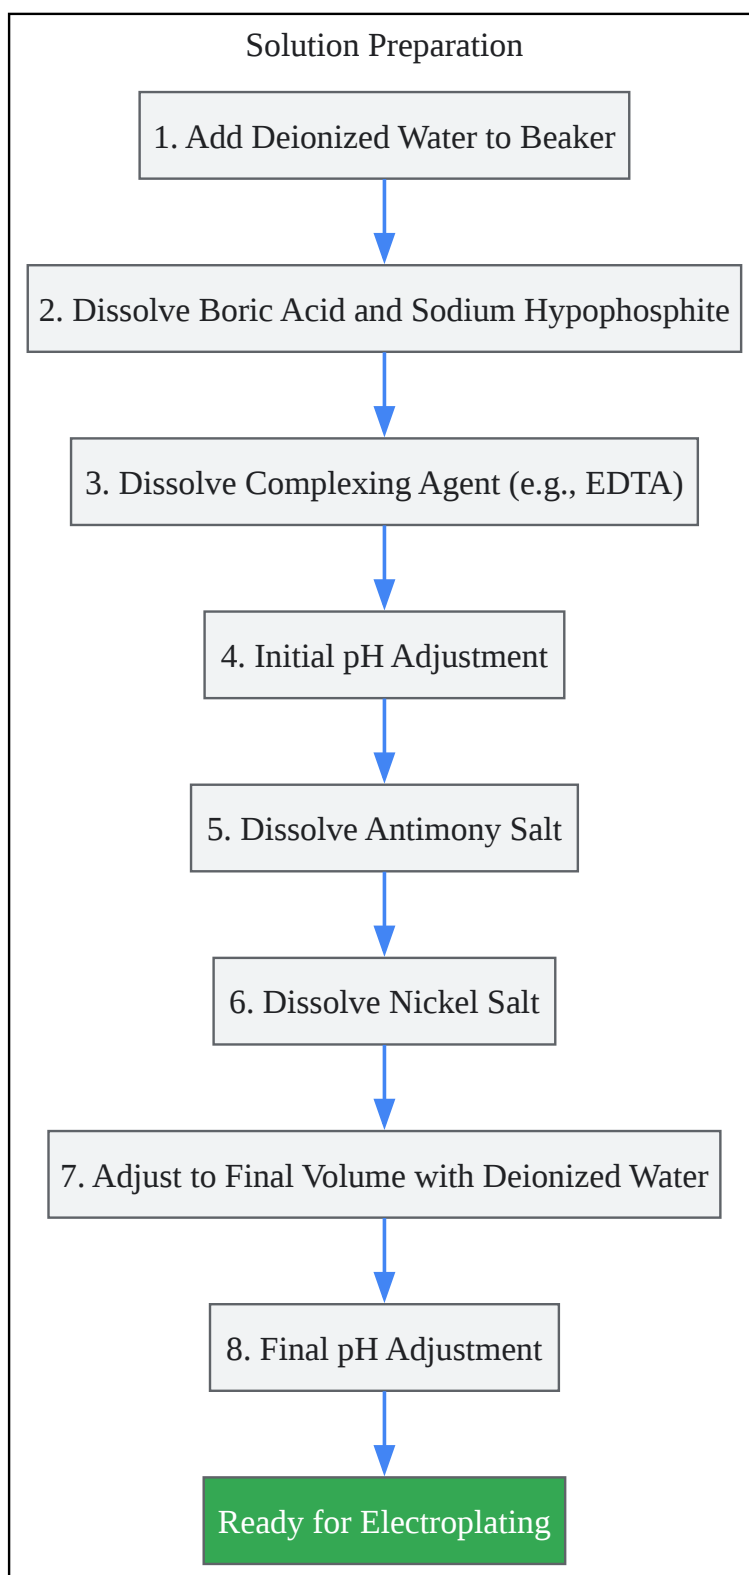 Solution Preparation
1. Add Deionized Water to Beaker
2. Dissolve Boric Acid and Sodium Hypophosphite
3. Dissolve Complexing Agent (e.g., EDTA)
4. Initial pH Adjustment
5. Dissolve Antimony Salt
6. Dissolve Nickel Salt
7. Adjust to Final Volume with Deionized Water
8. Final pH Adjustment
Ready for Electroplating